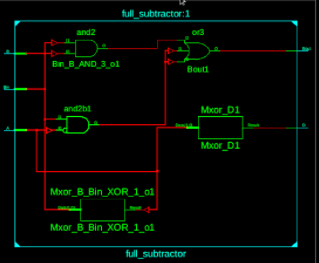 full_subtractor:1
and2
or3
Bin_B_AND_3_o1
Bout1
B
Bin
and2b1
A
Mxor_D1
Mxor_D1
Mxor_B_Bin_XOR_1_o1
Mxor_B_Bin_XOR_1_o1
full_subtractor